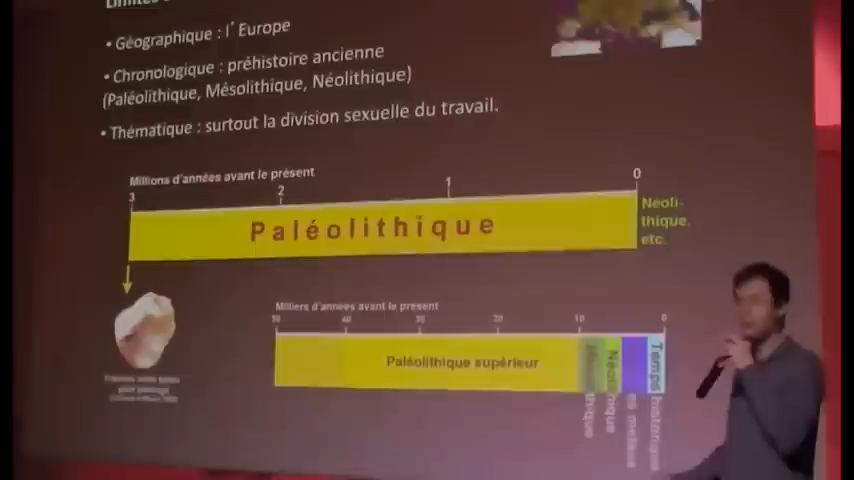 Limites
• Géographique : l'Europe
• Chronologique : préhistoire ancienne
(Paléolithique, Mésolithique, Néolithique)
• Thématique : surtout la division sexuelle du travail.
Millions d'années avant le présent
3 2 1 0
Paléolithique
Néoli-
thique,
etc.
Milliers d'années avant le présent
50 40 30 20 10 0
Paléolithique supérieur
Temps historiques